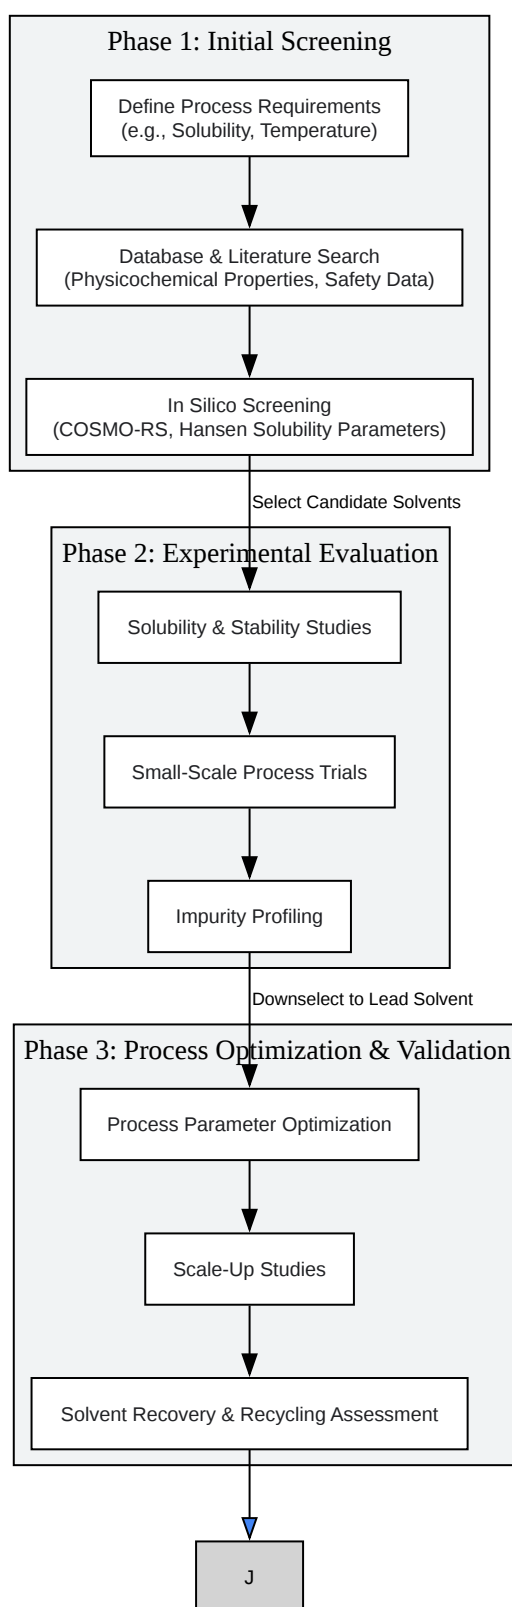 Phase 1: Initial Screening
Define Process Requirements
(e.g., Solubility, Temperature)
Database & Literature Search
(Physicochemical Properties, Safety Data)
In Silico Screening
(COSMO-RS, Hansen Solubility Parameters)
Select Candidate Solvents
Phase 2: Experimental Evaluation
Solubility & Stability Studies
Small-Scale Process Trials
Impurity Profiling
Downselect to Lead Solvent
Phase 3: Process Optimization & Validation
Process Parameter Optimization
Scale-Up Studies
Solvent Recovery & Recycling Assessment
J